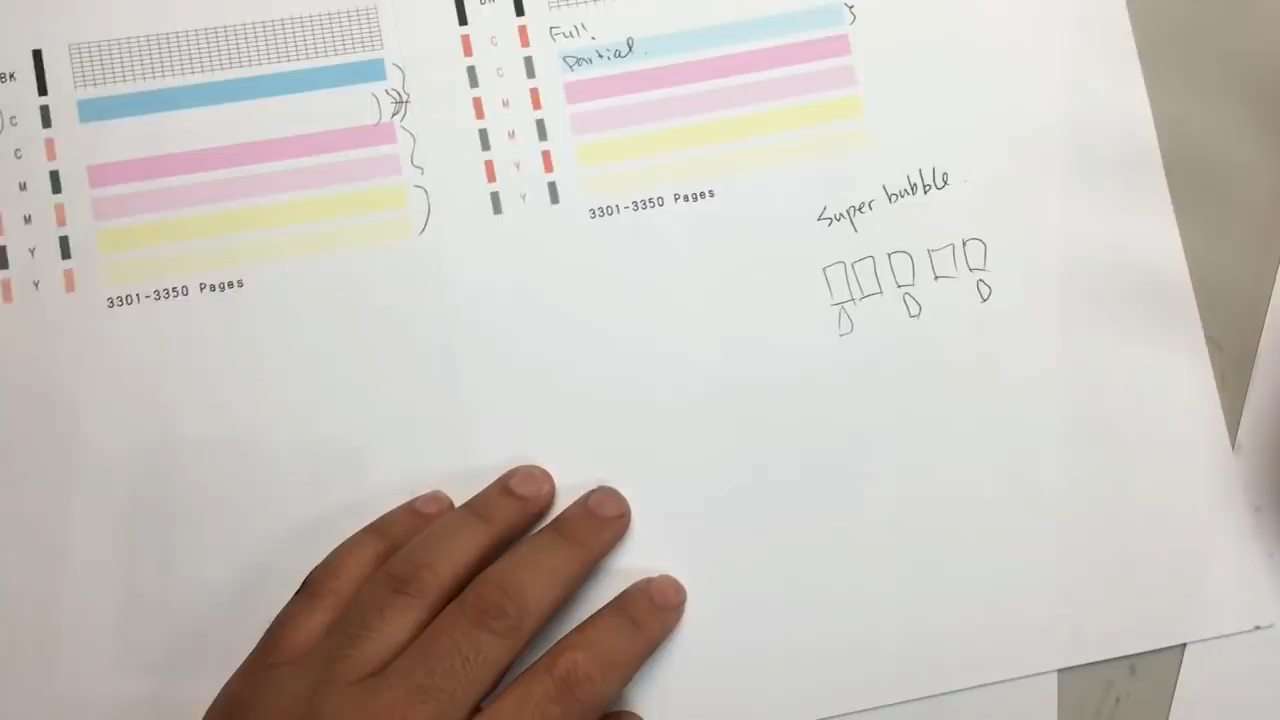 BK
C
C
M
M
Y
Y
3301-3350 Pages
Full.
Partial.
C
C
M
M
Y
Y
3301-3350 Pages
Super bubble
D D D